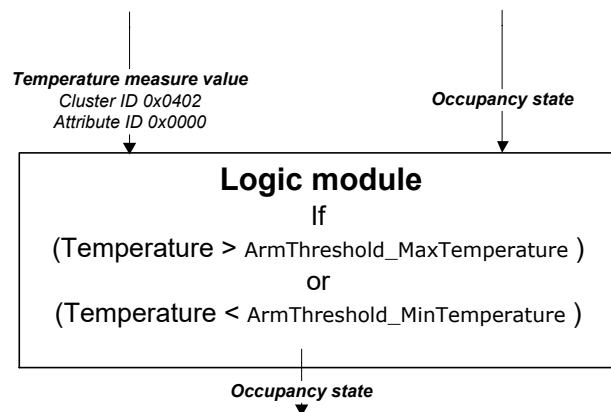 Temperature measure value
Cluster ID 0x0402
Attribute ID 0x0000
Occupancy state
Logic module
If
(Temperature > ArmThreshold_MaxTemperature )
or
(Temperature < ArmThreshold_MinTemperature )
Occupancy state